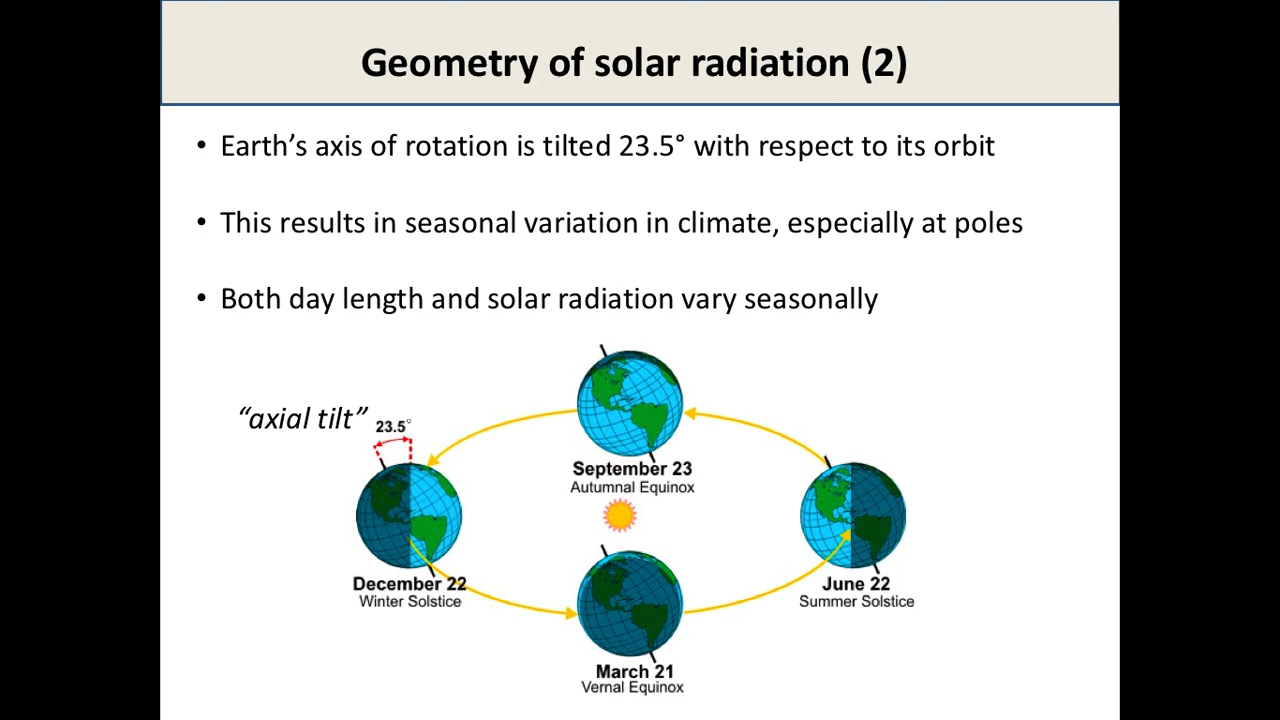 Geometry of solar radiation (2)
• Earth’s axis of rotation is tilted 23.5° with respect to its orbit
• This results in seasonal variation in climate, especially at poles
• Both day length and solar radiation vary seasonally
“axial tilt”
23.5°
September 23
Autumnal Equinox
December 22
Winter Solstice
June 22
Summer Solstice
March 21
Vernal Equinox